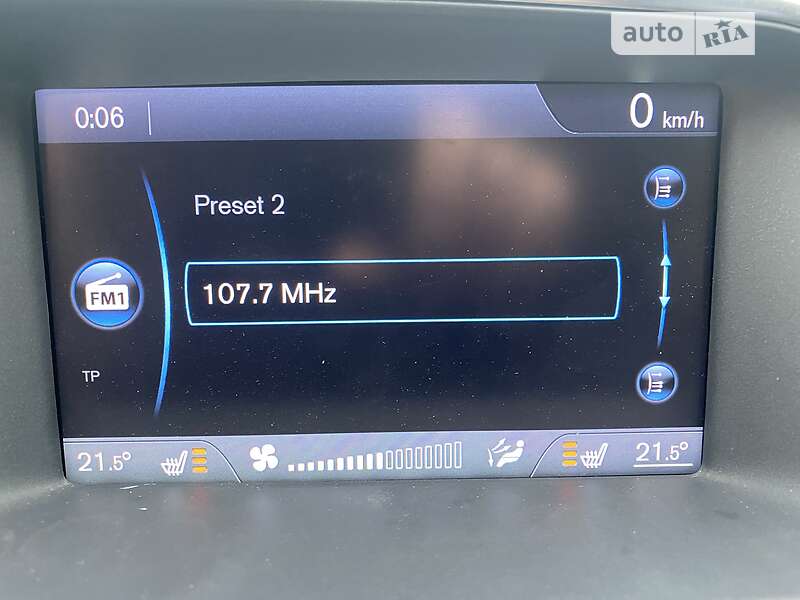 auto RIA
0:06
0 km/h
Preset 2
FM1
107.7 MHz
TP
21.5° 21.5°